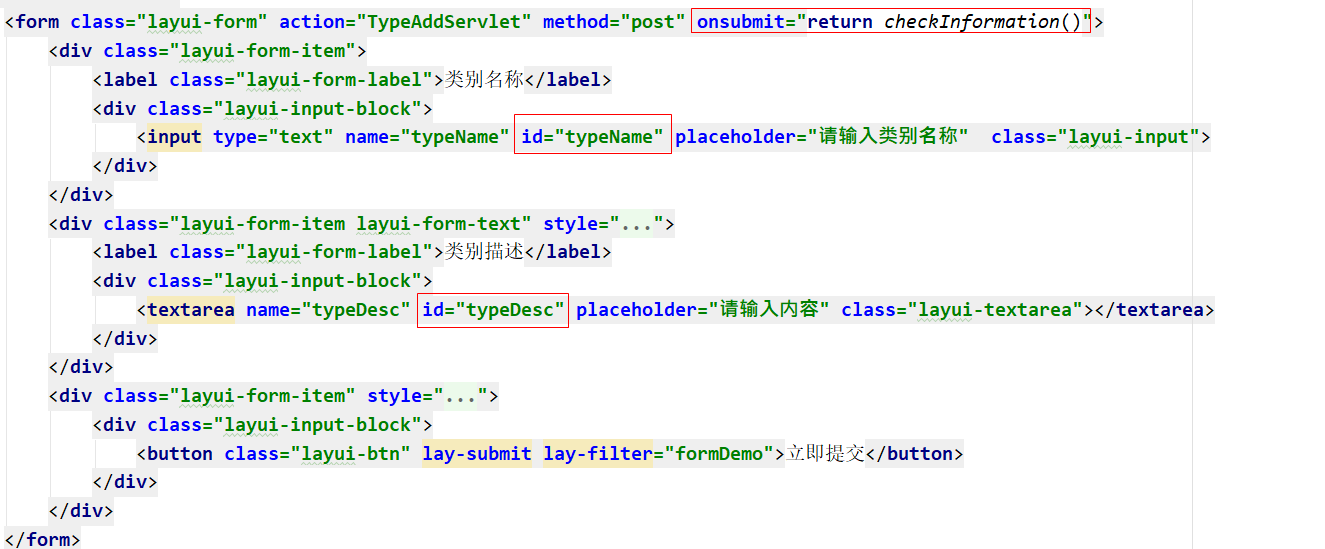 <form class="layui-form" action="TypeAddServlet" method="post" onsubmit="return checkInformation()">
<div class="layui-form-item">
<label class="layui-form-label">类别名称</label>
<div class="layui-input-block">
<input type="text" name="typeName" id="typeName" placeholder="请输入类别名称"  class="layui-input">
</div>
</div>
<div class="layui-form-item layui-form-text" style="...">
<label class="layui-form-label">类别描述</label>
<div class="layui-input-block">
<textarea name="typeDesc" id="typeDesc" placeholder="请输入内容" class="layui-textarea"></textarea>
</div>
</div>
<div class="layui-form-item" style="...">
<div class="layui-input-block">
<button class="layui-btn" lay-submit lay-filter="formDemo">立即提交</button>
</div>
</div>
</form>